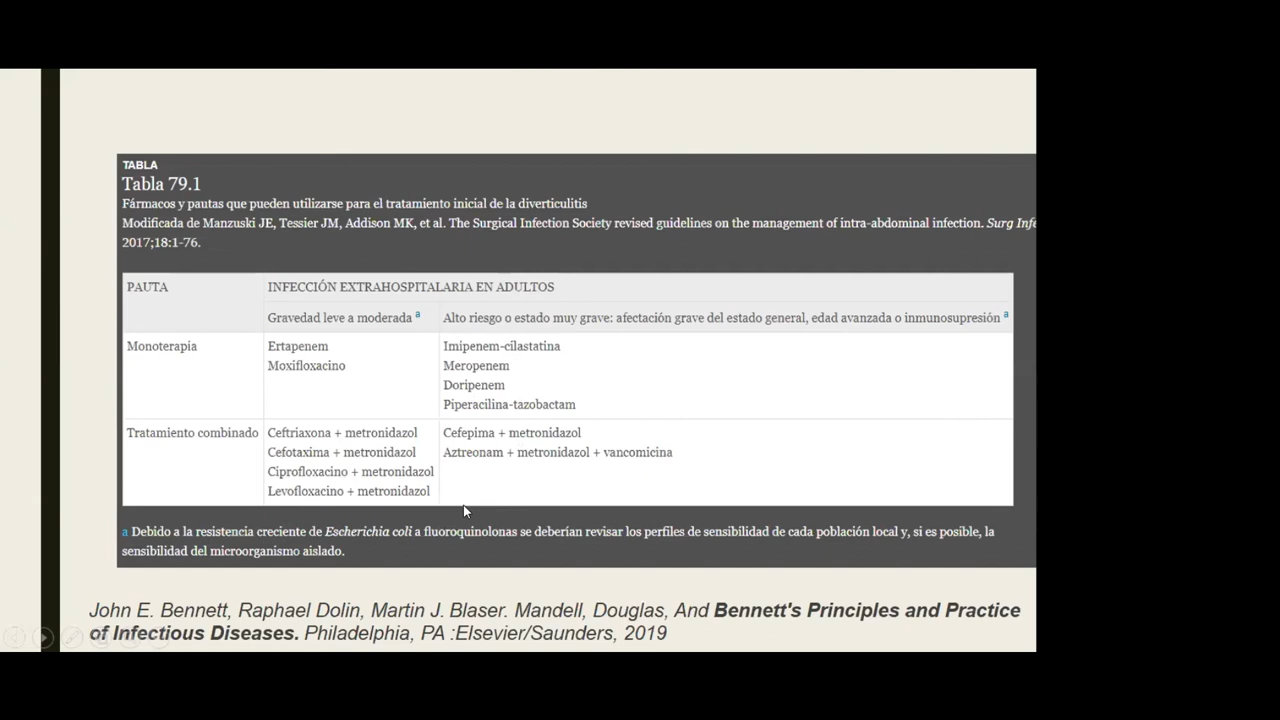 TABLA
Tabla 79.1
Fármacos y pautas que pueden utilizarse para el tratamiento inicial de la diverticulitis
Modificada de Manzuski JE, Tessier JM, Addison MK, et al. The Surgical Infection Society revised guidelines on the management of intra-abdominal infection. Surg Infe
2017;18:1-76.
PAUTA
INFECCIÓN EXTRAHOSPITALARIA EN ADULTOS
Gravedad leve a moderada a
Alto riesgo o estado muy grave: afectación grave del estado general, edad avanzada o inmunosupresión a
Monoterapia
Ertapenem
Moxifloxacino
Imipenem-cilastatina
Meropenem
Doripenem
Piperacilina-tazobactam
Tratamiento combinado
Ceftriaxona + metronidazol
Cefotaxima + metronidazol
Ciprofloxacino + metronidazol
Levofloxacino + metronidazol
Cefepima + metronidazol
Aztreonam + metronidazol + vancomicina
a Debido a la resistencia creciente de Escherichia coli a fluoroquinolonas se deberían revisar los perfiles de sensibilidad de cada población local y, si es posible, la
sensibilidad del microorganismo aislado.
John E. Bennett, Raphael Dolin, Martin J. Blaser. Mandell, Douglas, And Bennett's Principles and Practice
of Infectious Diseases. Philadelphia, PA :Elsevier/Saunders, 2019